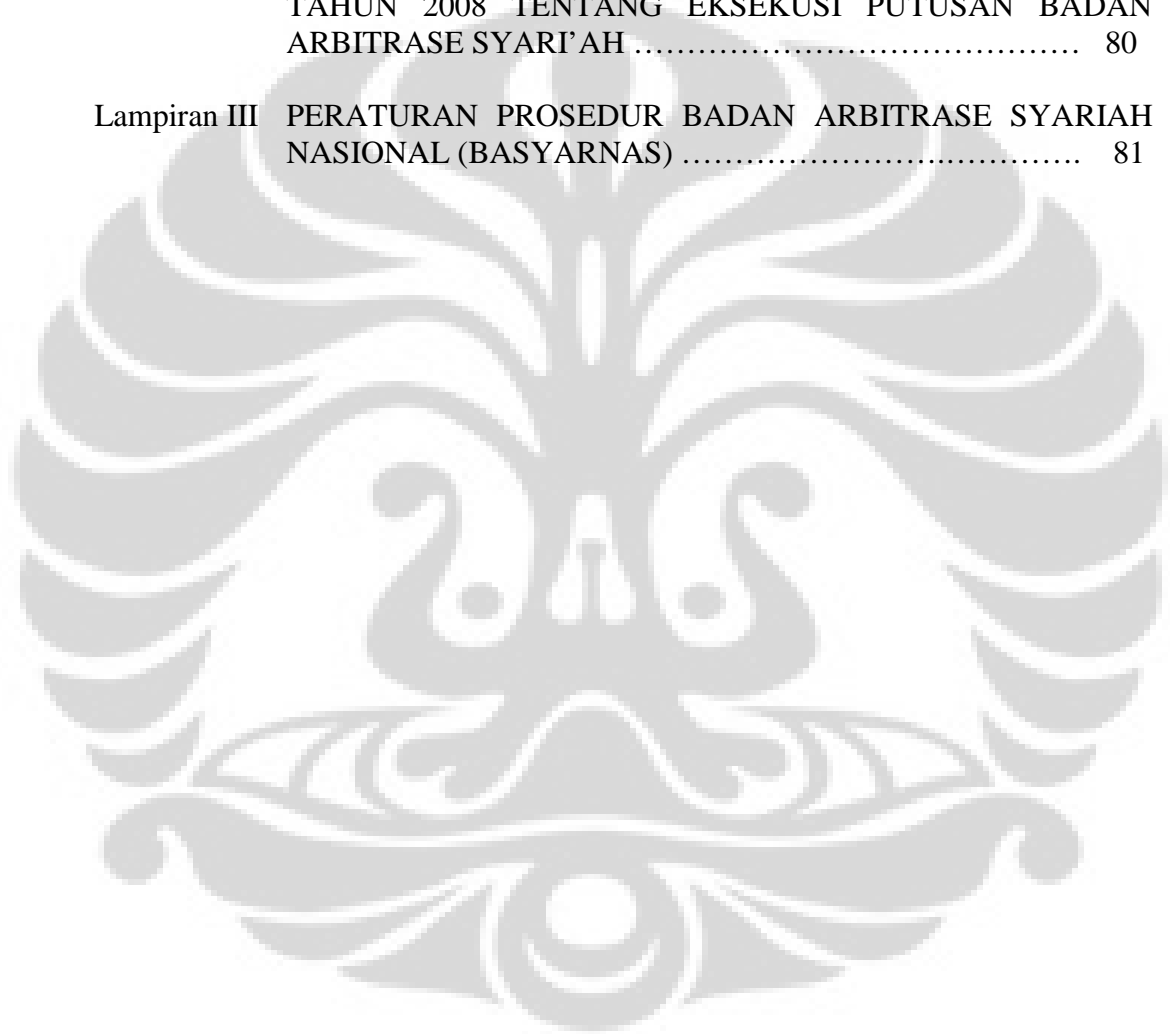 TAHUN 2008 TENTANG EKSEKUSI PUTUSAN BADAN
ARBITRASE SYARI’AH …………………………………… 80
Lampiran III PERATURAN PROSEDUR BADAN ARBITRASE SYARIAH
NASIONAL (BASYARNAS) ………………………………. 81